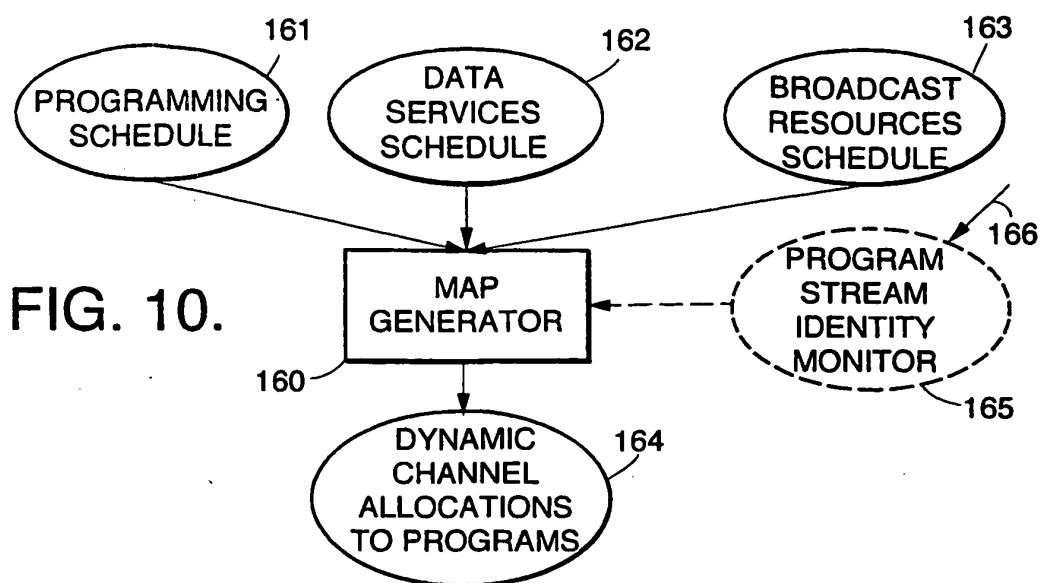 161
PROGRAMMING
SCHEDULE
162
DATA
SERVICES
SCHEDULE
163
BROADCAST
RESOURCES
SCHEDULE
166
FIG. 10.
MAP
GENERATOR
160
PROGRAM
STREAM
IDENTITY
MONITOR
165
DYNAMIC
CHANNEL
ALLOCATIONS
TO PROGRAMS
164